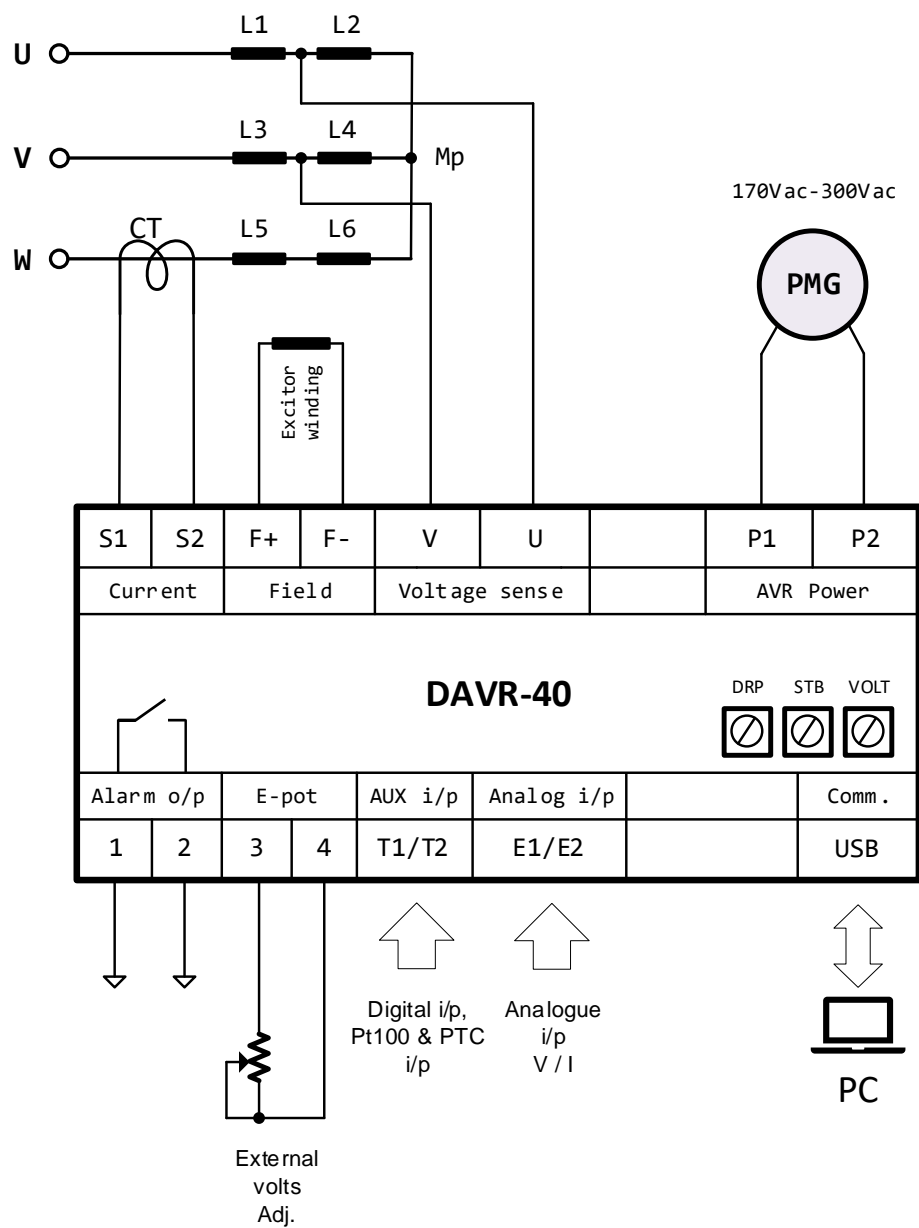 L1 L2
U
L3 L4
V Mp
170Vac-300Vac
CT L5 L6
W
PMG
Excitor
winding
S1 S2 F+ F- V U P1 P2
Current Field Voltage sense AVR Power
DAVR-40
DRP STB VOLT
Alarm o/p E-pot AUX i/p Analog i/p Comm.
1 2 3 4 T1/T2 E1/E2 USB
Digital i/p,
Pt100 & PTC
i/p
Analogue
i/p
V / I
PC
External
volts
Adj.